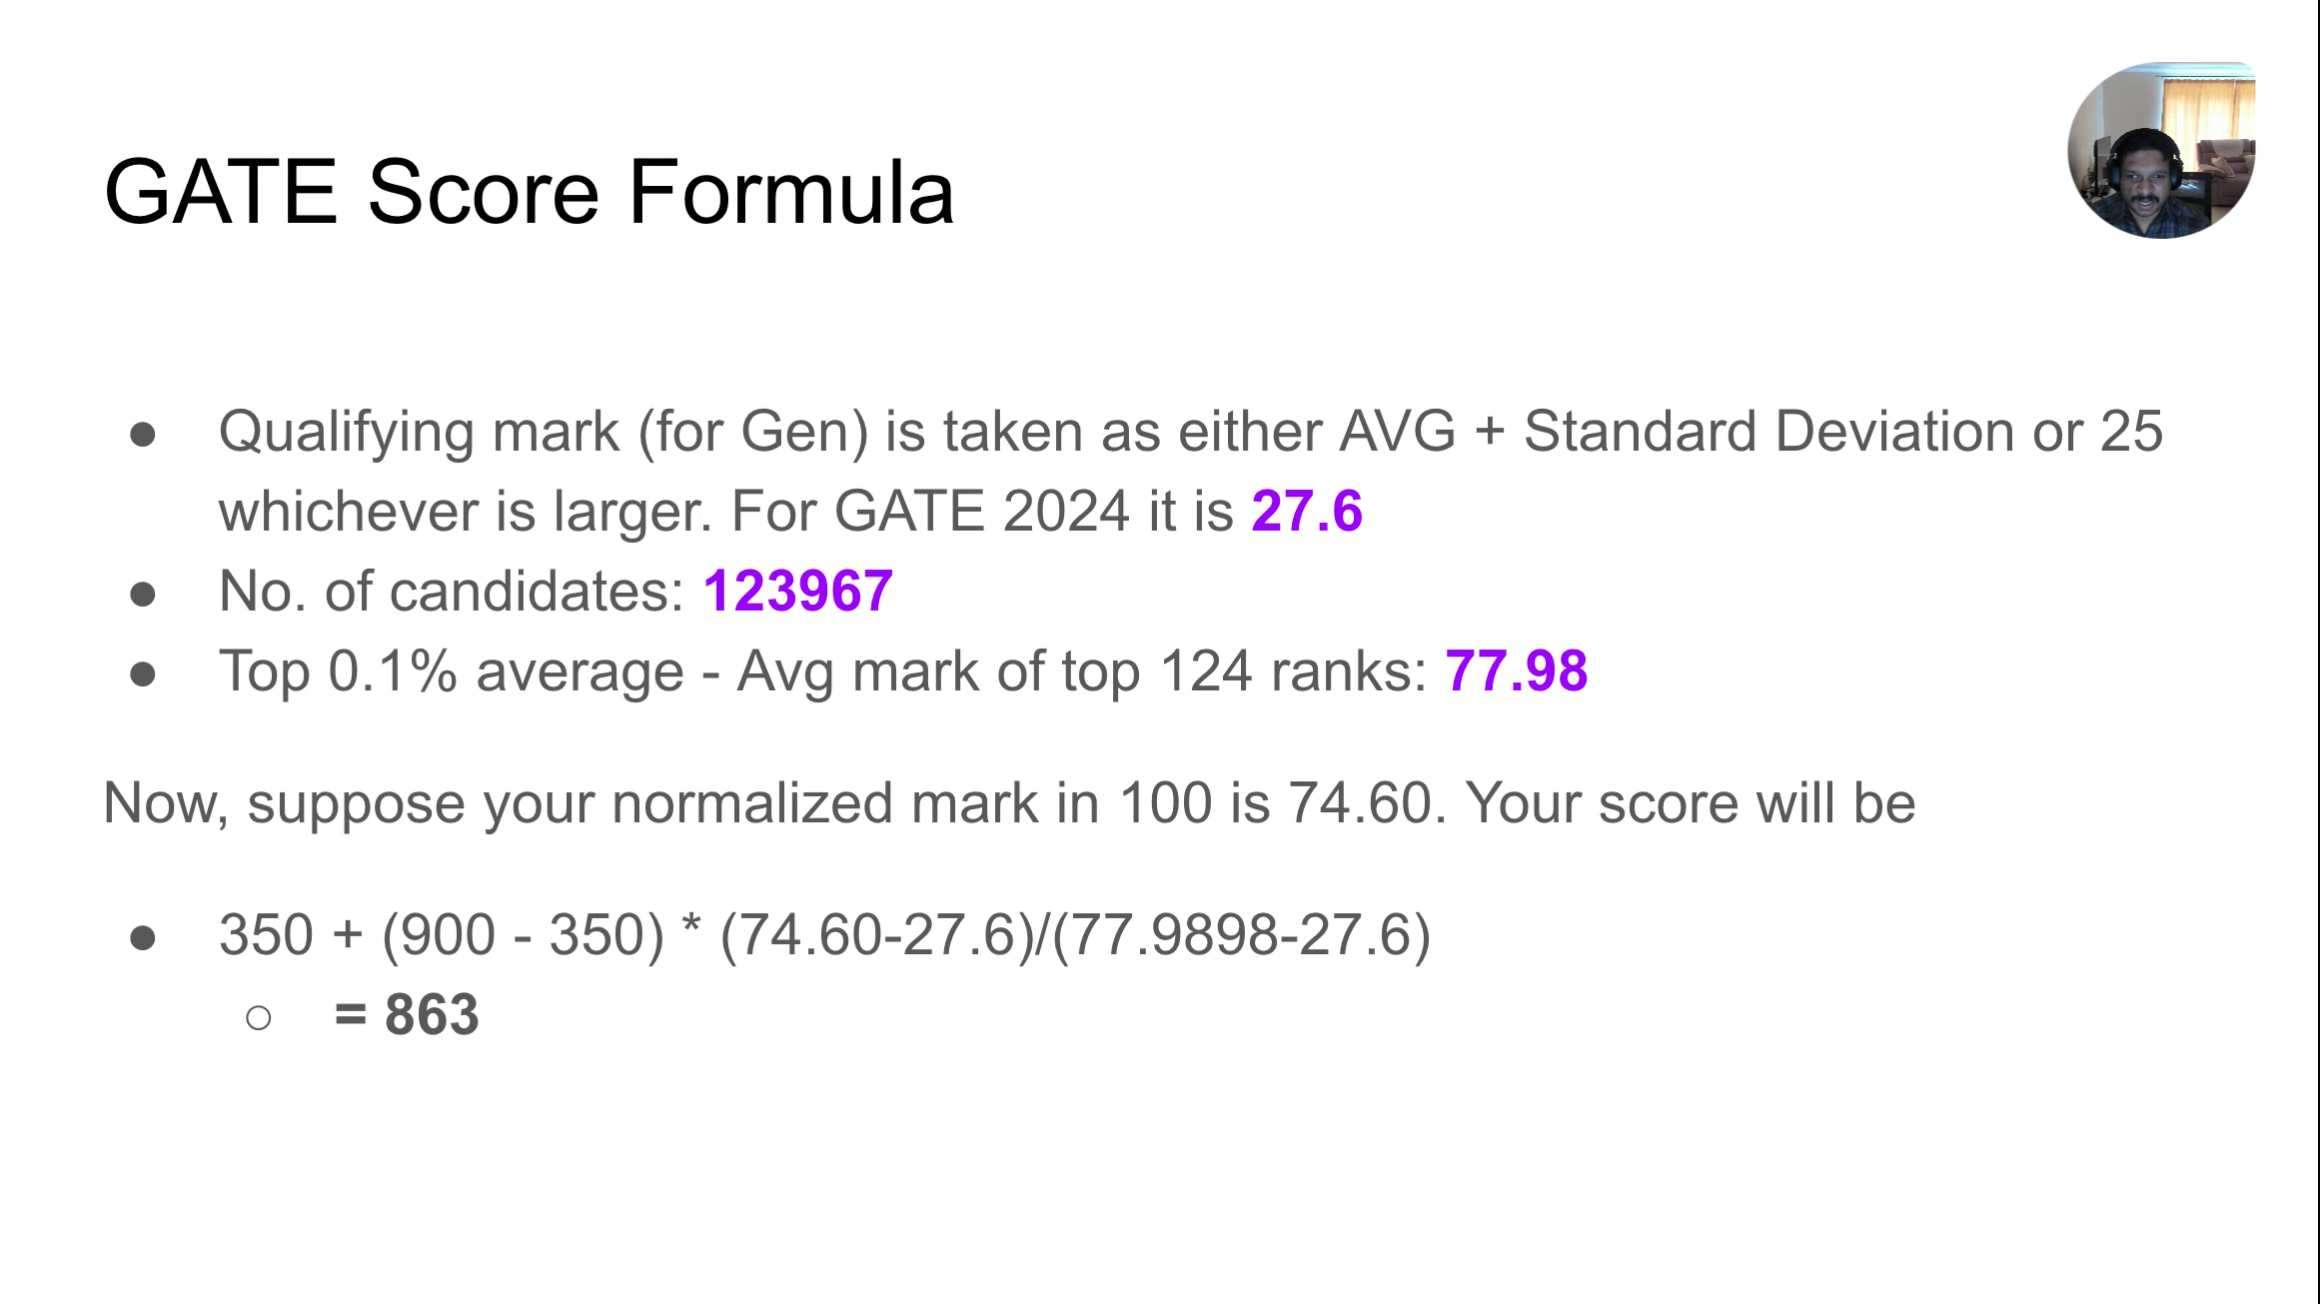 GATE Score Formula
● Qualifying mark (for Gen) is taken as either AVG + Standard Deviation or 25
whichever is larger. For GATE 2024 it is 27.6
● No. of candidates: 123967
● Top 0.1% average - Avg mark of top 124 ranks: 77.98
Now, suppose your normalized mark in 100 is 74.60. Your score will be
● 350 + (900 - 350) * (74.60-27.6)/(77.9898-27.6)
○ = 863